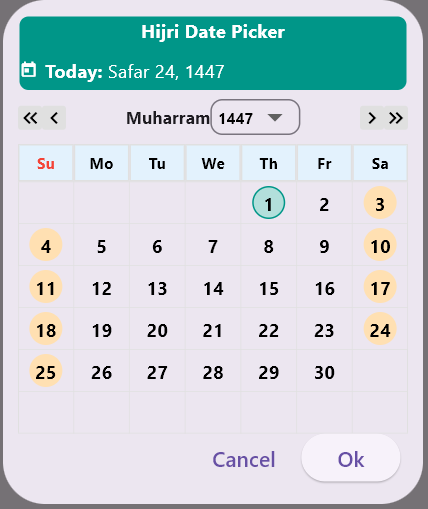 Hijri Date Picker
Today: Safar 24, 1447
Muharram 1447
Su Mo Tu We Th Fr Sa
1 2 3
4 5 6 7 8 9 10
11 12 13 14 15 16 17
18 19 20 21 22 23 24
25 26 27 28 29 30
Cancel Ok